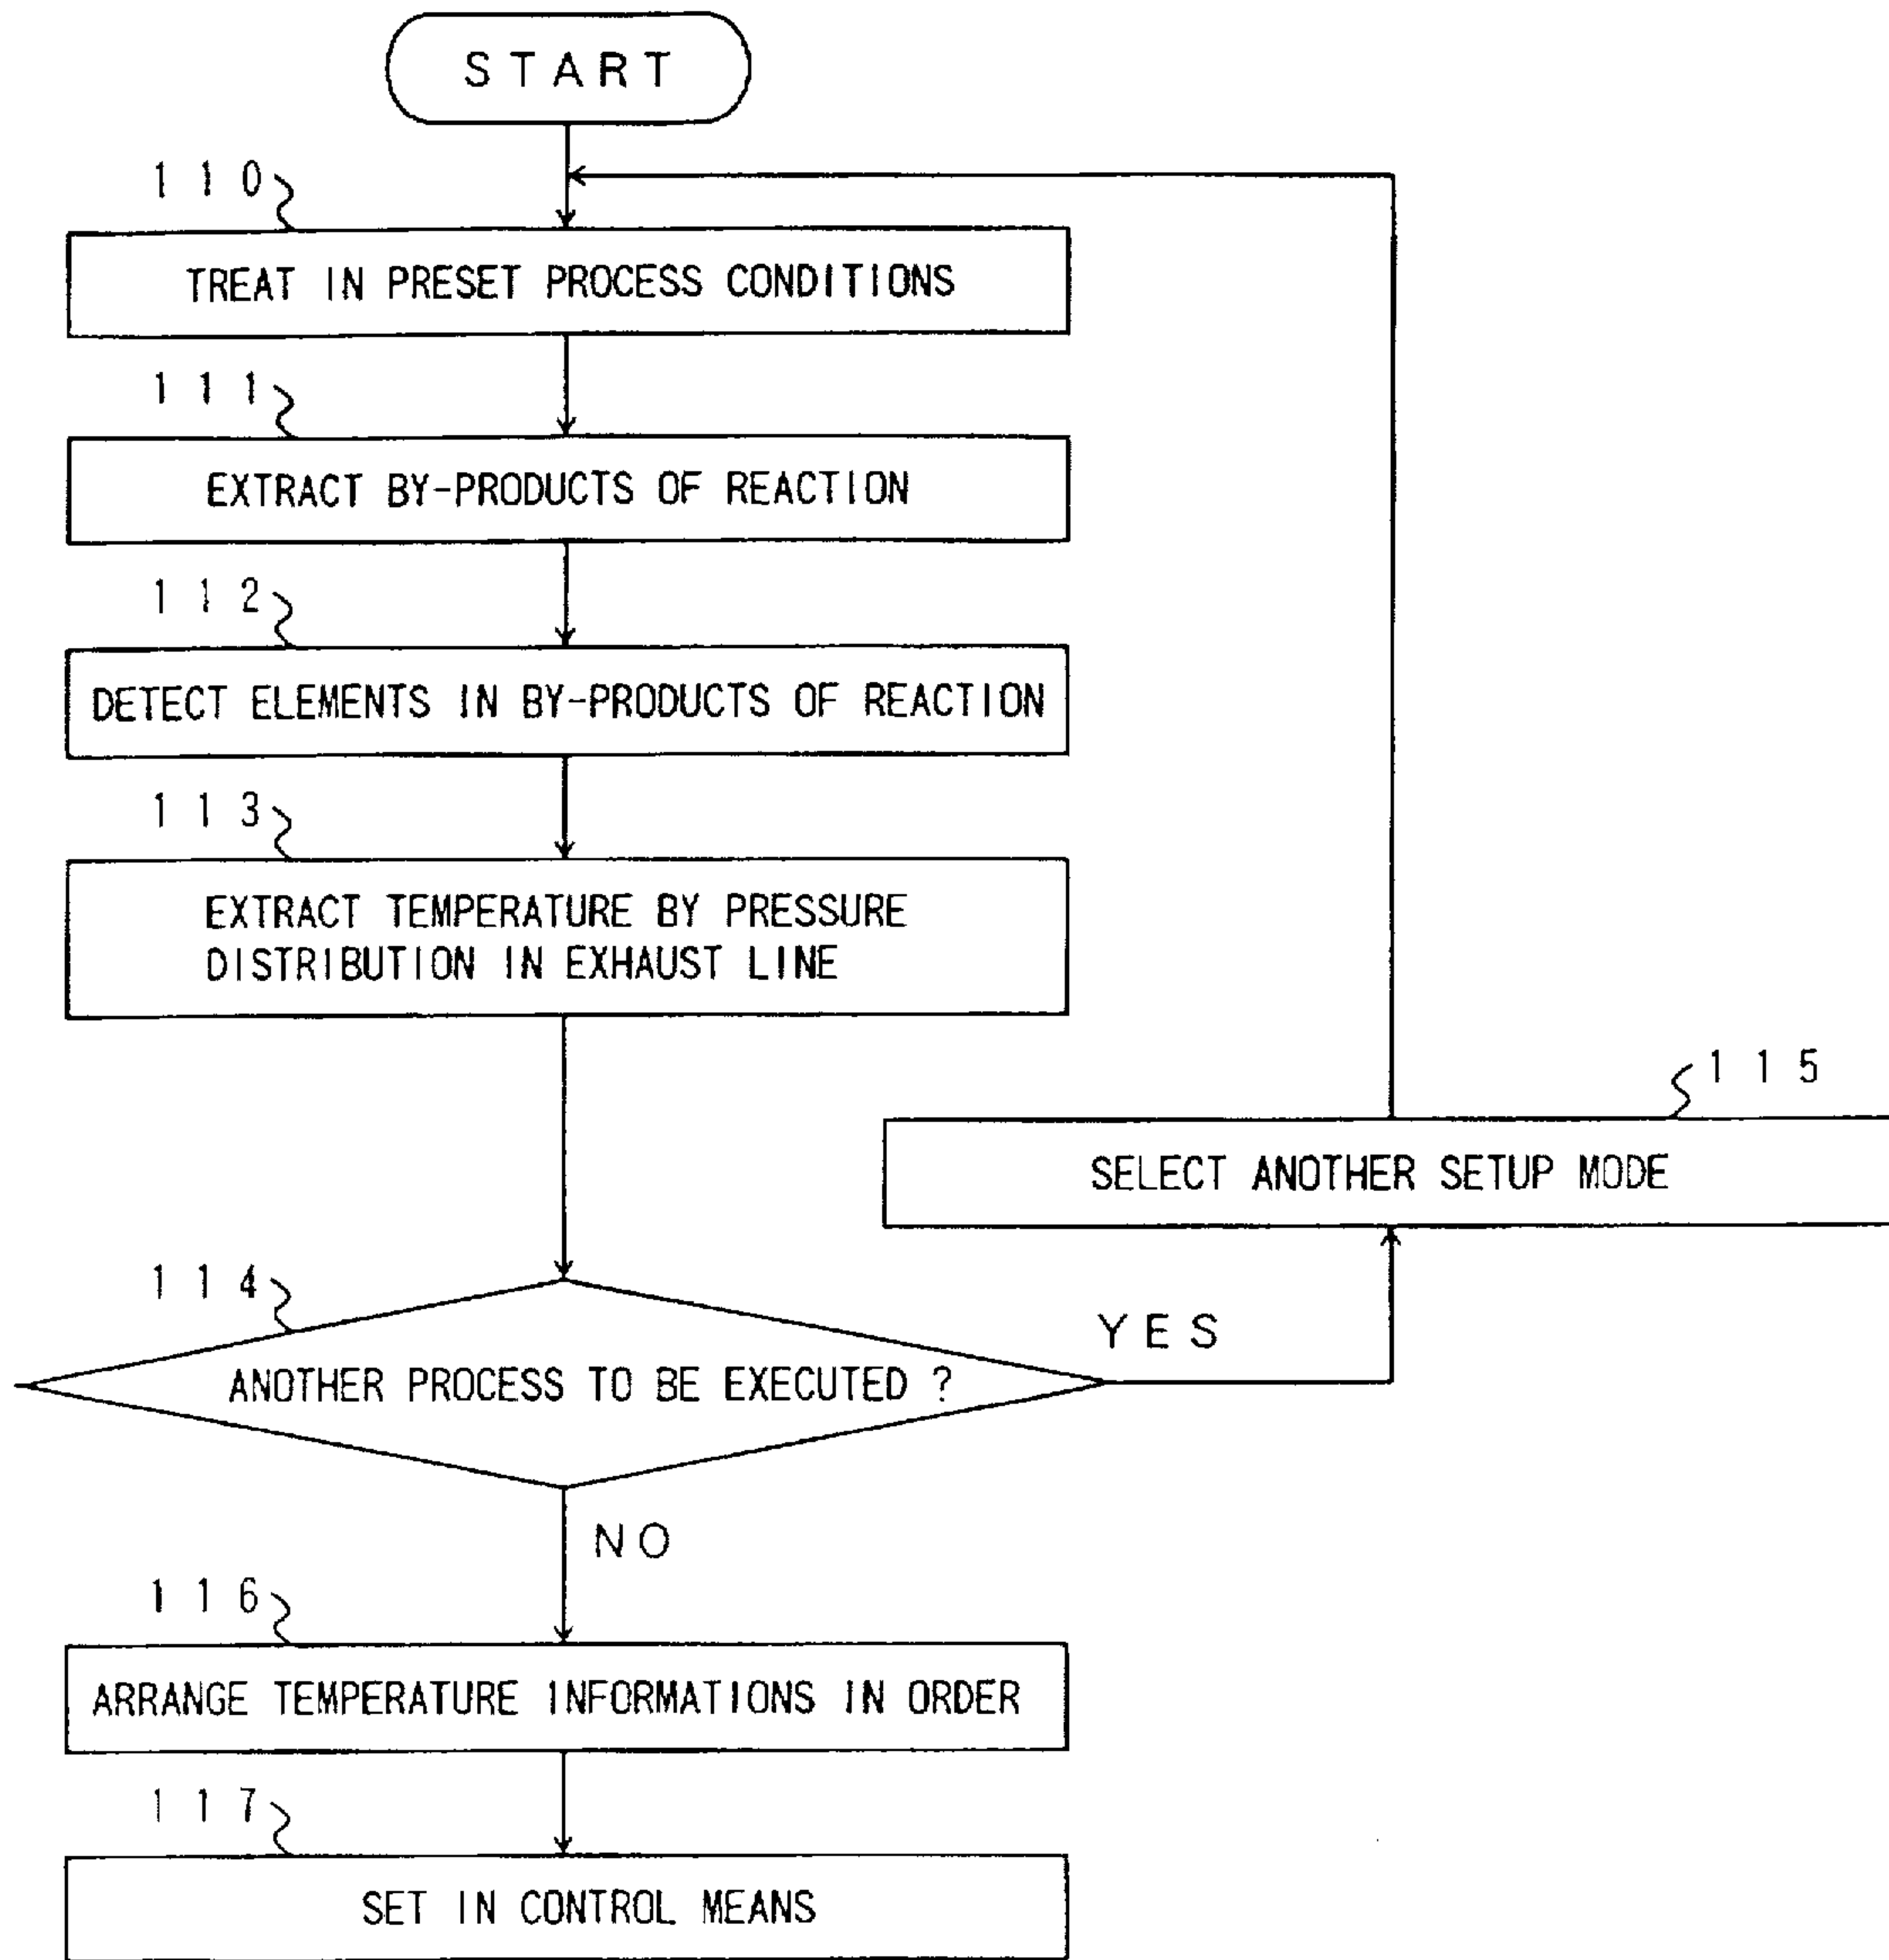 START
110
TREAT IN PRESET PROCESS CONDITIONS
111
EXTRACT BY-PRODUCTS OF REACTION
112
DETECT ELEMENTS IN BY-PRODUCTS OF REACTION
113
EXTRACT TEMPERATURE BY PRESSURE
DISTRIBUTION IN EXHAUST LINE
115
SELECT ANOTHER SETUP MODE
114
YES
ANOTHER PROCESS TO BE EXECUTED ?
NO
116
ARRANGE TEMPERATURE INFORMATIONS IN ORDER
117
SET IN CONTROL MEANS